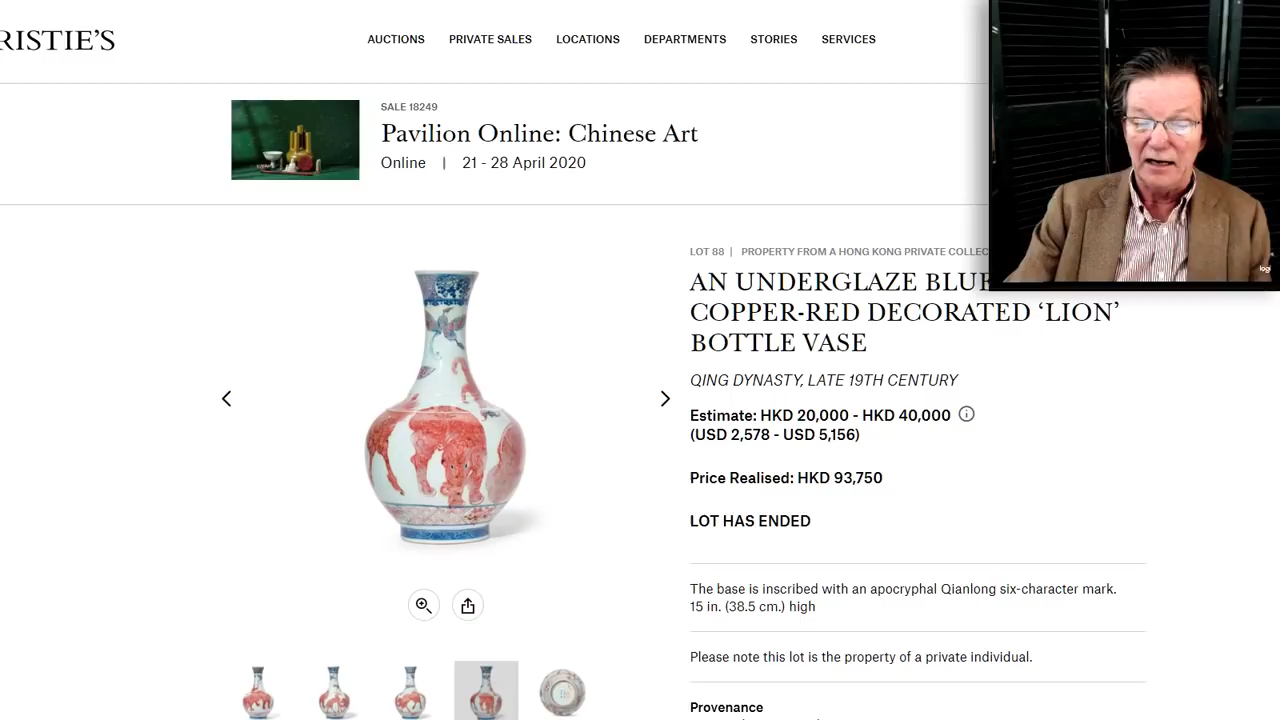 RISTIE'S
AUCTIONS PRIVATE SALES LOCATIONS DEPARTMENTS STORIES SERVICES
SALE 18249
Pavilion Online: Chinese Art
Online | 21 - 28 April 2020
LOT 88 | PROPERTY FROM A HONG KONG PRIVATE COLLEC
AN UNDERGLAZE BLUE
COPPER-RED DECORATED ‘LION’
BOTTLE VASE
QING DYNASTY, LATE 19TH CENTURY
Estimate: HKD 20,000 - HKD 40,000
(USD 2,578 - USD 5,156)
Price Realised: HKD 93,750
LOT HAS ENDED
The base is inscribed with an apocryphal Qianlong six-character mark.
15 in. (38.5 cm.) high
Please note this lot is the property of a private individual.
Provenance
logi